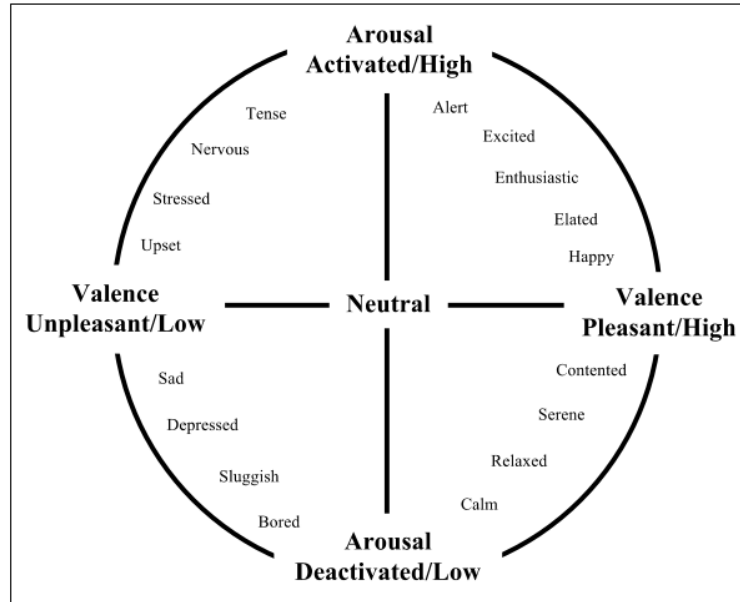 Arousal
Activated/High
Tense
Alert
Nervous
Excited
Enthusiastic
Stressed
Elated
Upset
Happy
Valence
Unpleasant/Low
Neutral
Valence
Pleasant/High
Sad
Contented
Depressed
Serene
Sluggish
Relaxed
Bored
Calm
Arousal
Deactivated/Low